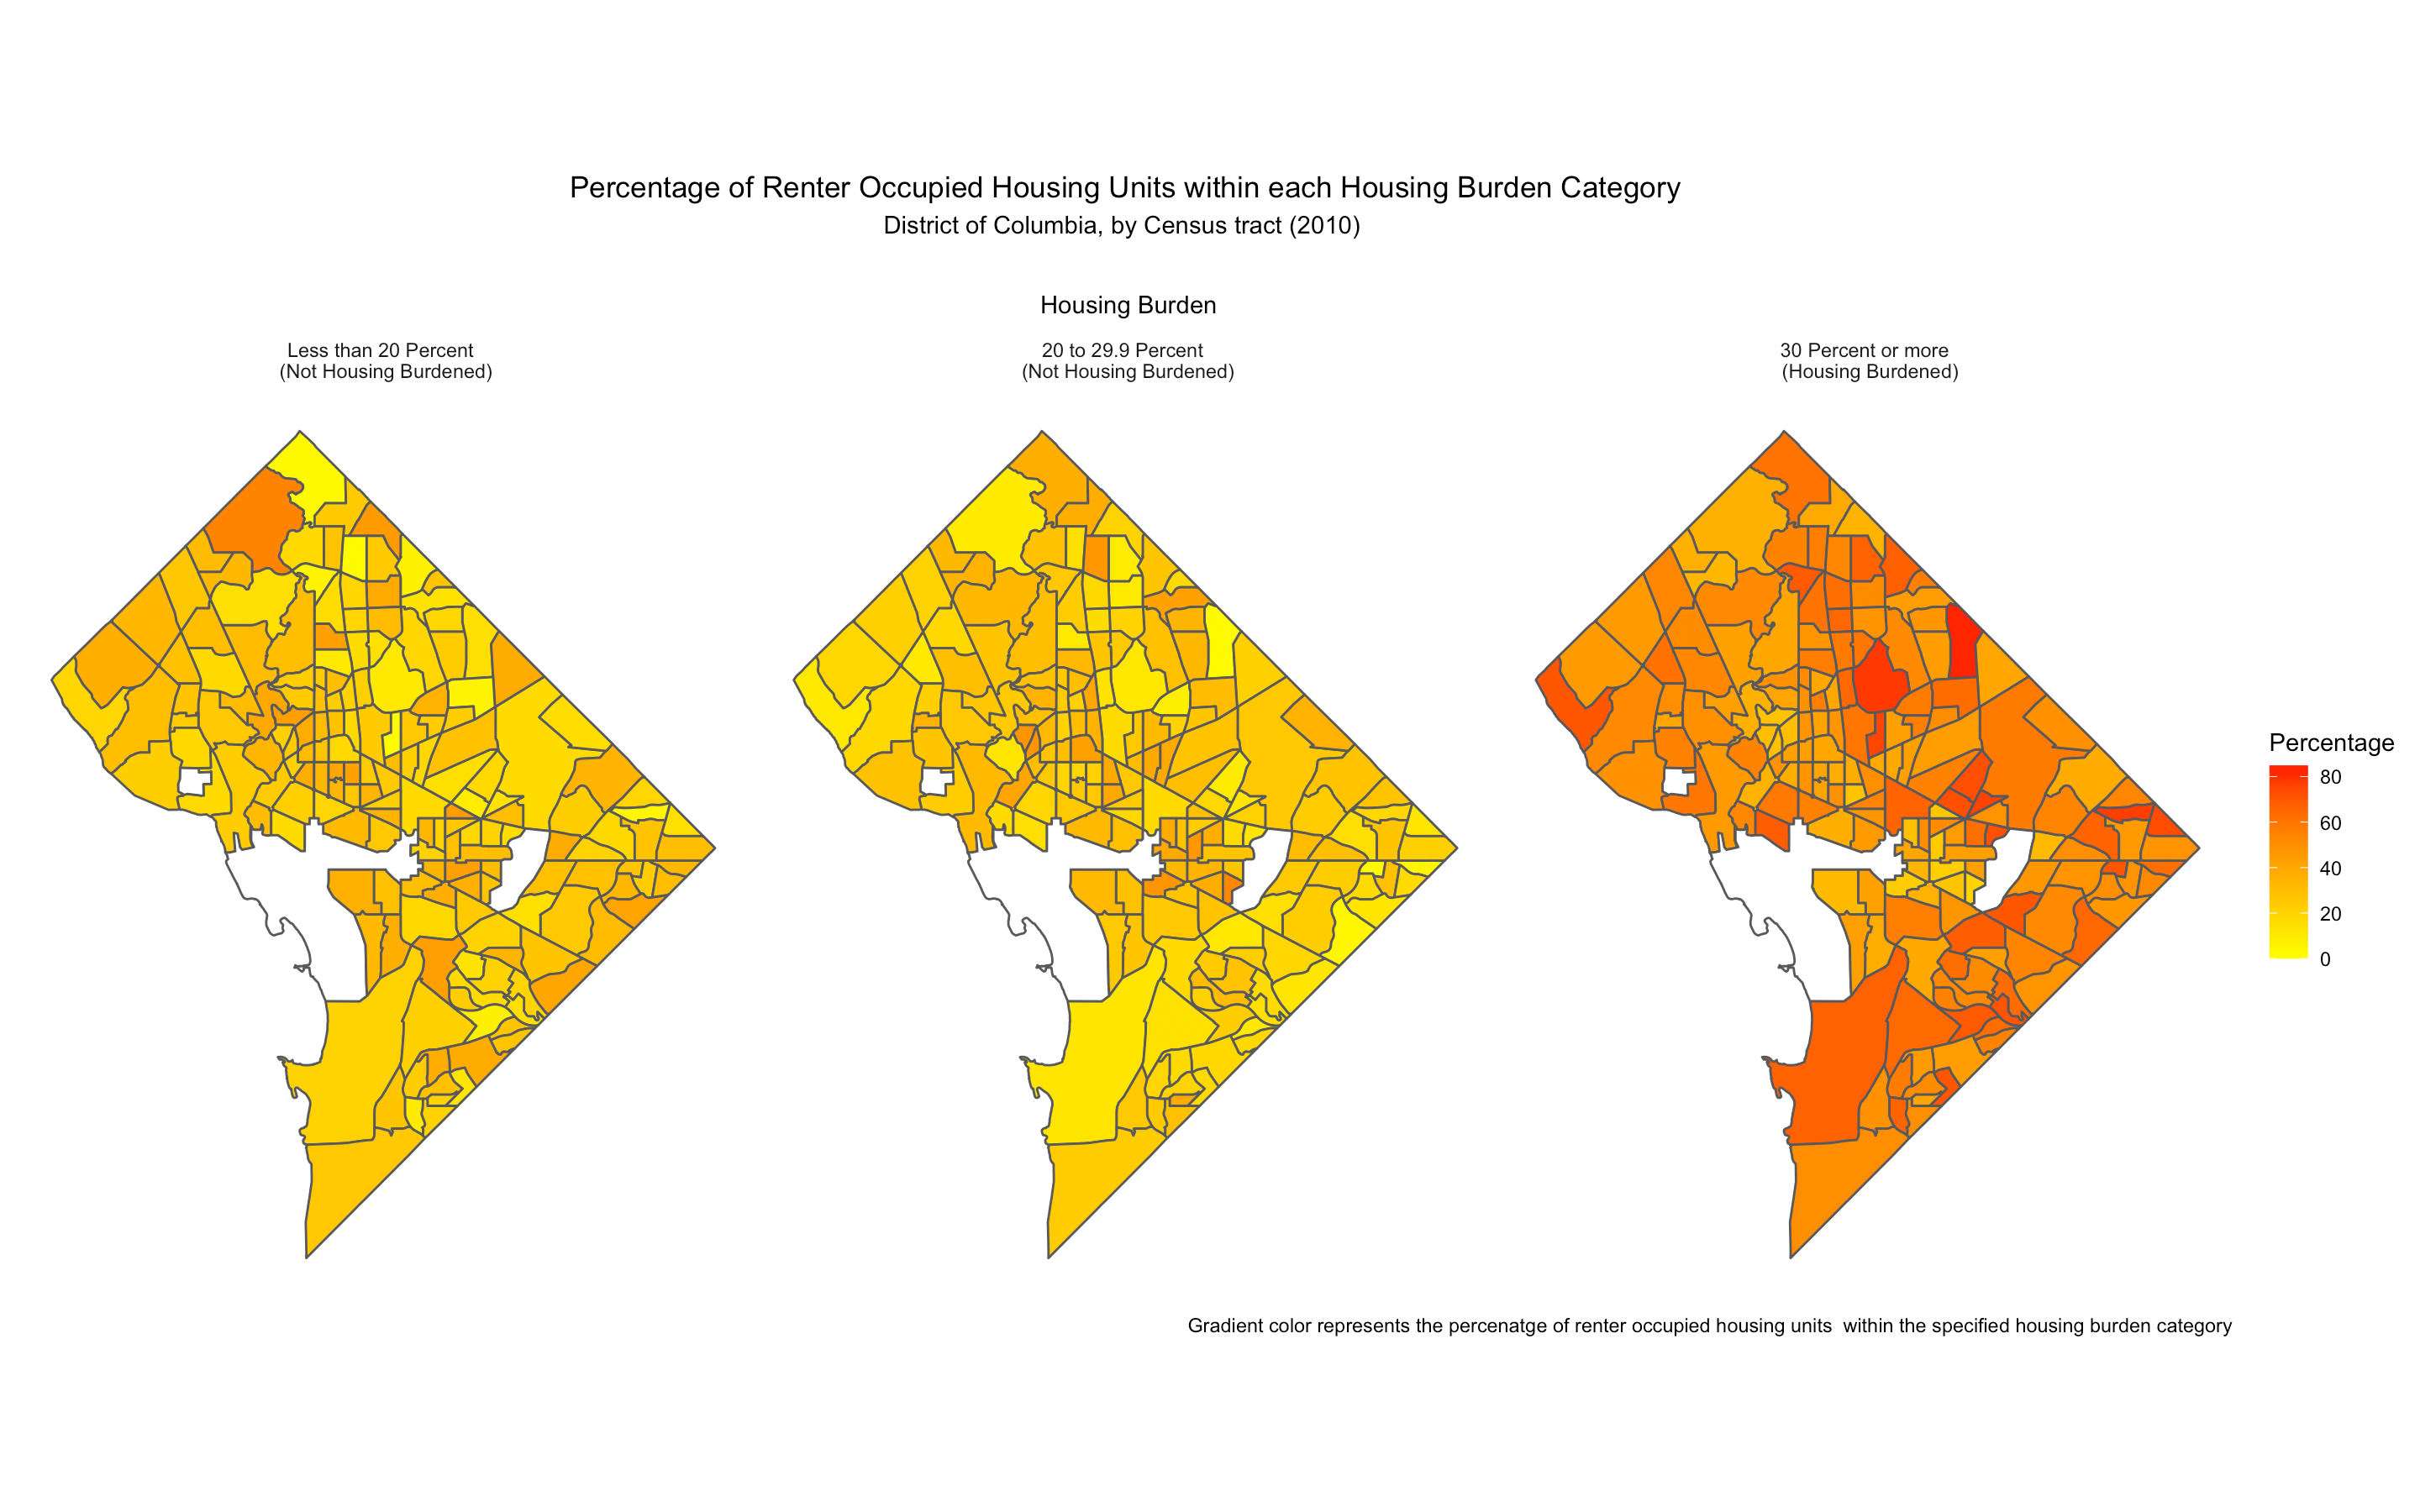 Percentage of Renter Occupied Housing Units within each Housing Burden Category
District of Columbia, by Census tract (2010)
Housing Burden
Less than 20 Percent
(Not Housing Burdened)
20 to 29.9 Percent
(Not Housing Burdened)
30 Percent or more
(Housing Burdened)
Percentage
80
60
40
20
0
Gradient color represents the percenatge of renter occupied housing units  within the specified housing burden category